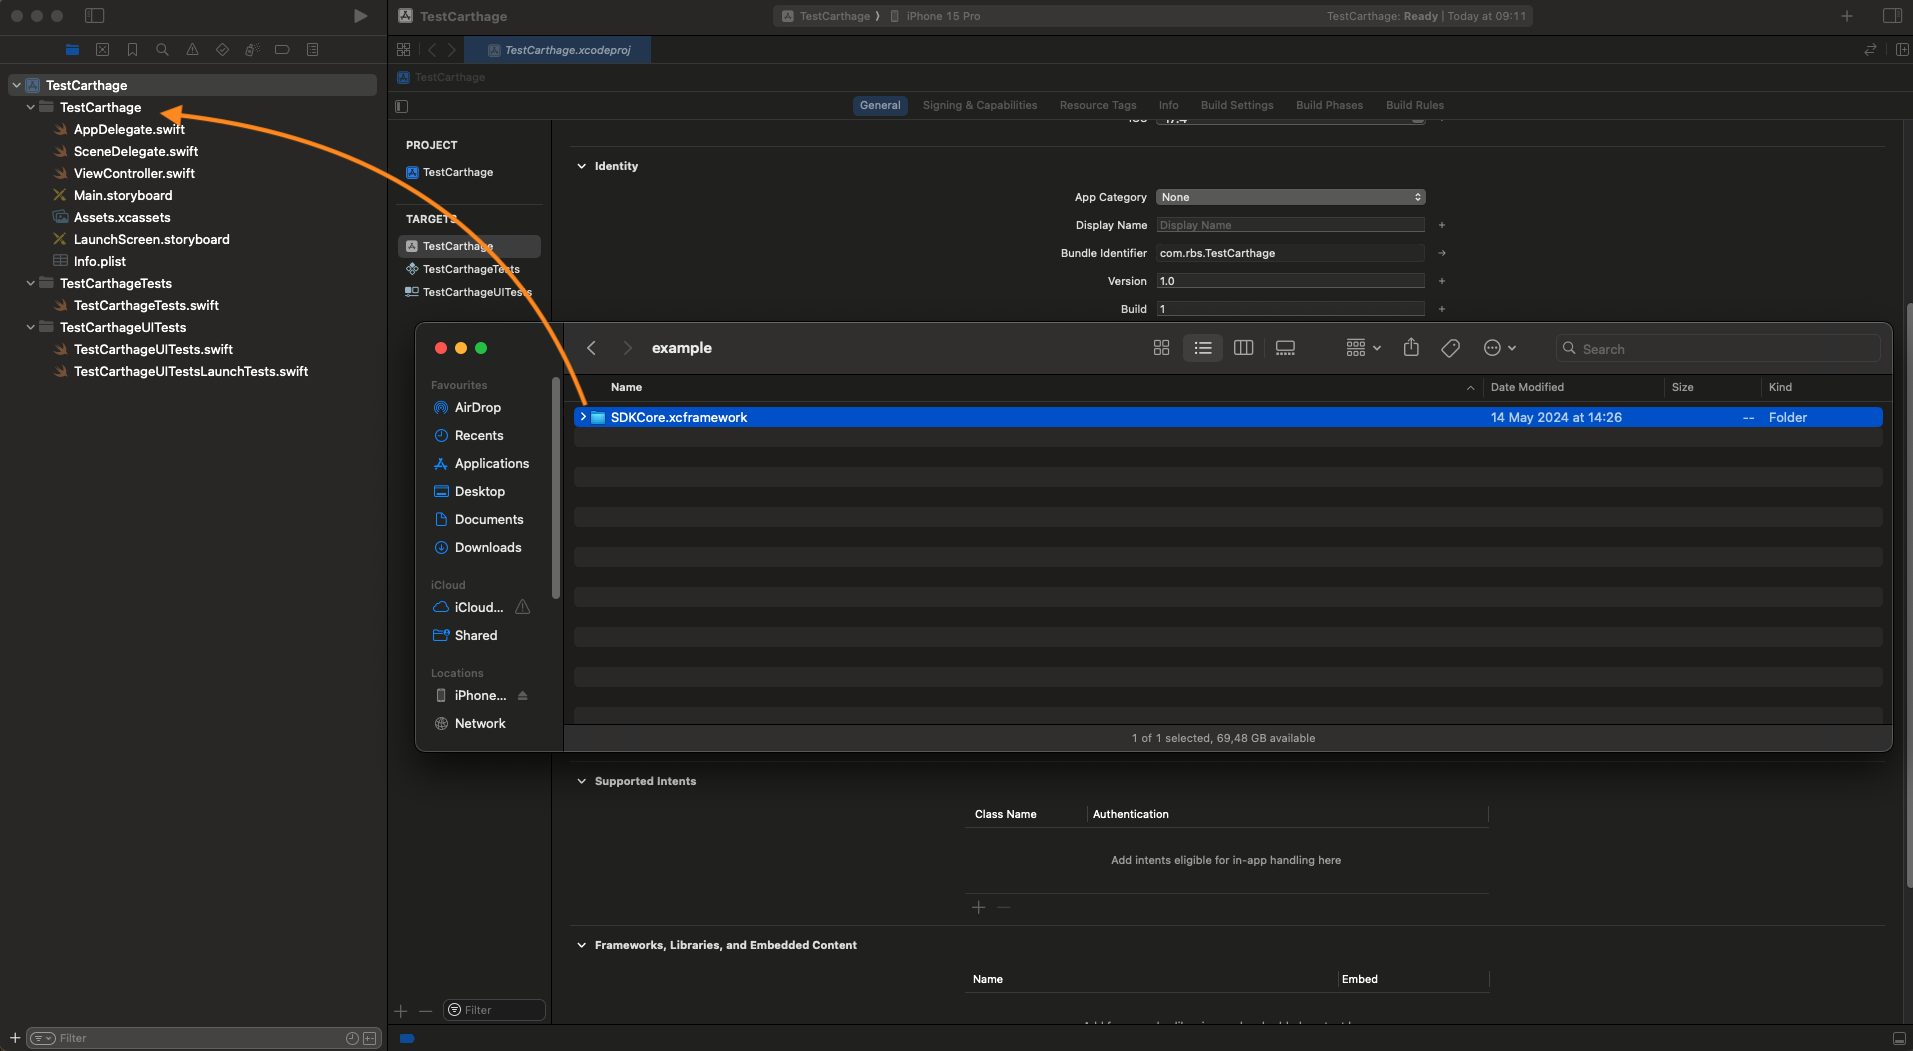 TestCarthage
TestCarthage
AppDelegate.swift
SceneDelegate.swift
ViewController.swift
Main.storyboard
Assets.xcassets
LaunchScreen.storyboard
Info.plist
TestCarthageTests
TestCarthageTests.swift
TestCarthageUITests
TestCarthageUITests.swift
TestCarthageUITestsLaunchTests.swift
Filter
TestCarthage
TestCarthage ⟩ iPhone 15 Pro
TestCarthage: Ready | Today at 09:11
TestCarthage.xcodeproj
TestCarthage
General Signing & Capabilities Resource Tags Info Build Settings Build Phases Build Rules
PROJECT
TestCarthage
TARGETS
TestCarthage
TestCarthageTests
TestCarthageUITests
Filter
iOS 17.4
Identity
App Category None
Display Name Display Name
Bundle Identifier com.rbs.TestCarthage
Version 1.0
Build 1
example
Search
Favourites
AirDrop
Recents
Applications
Desktop
Documents
Downloads
iCloud
iCloud...
Shared
Locations
iPhone...
Network
Name Date Modified Size Kind
SDKCore.xcframework 14 May 2024 at 14:26 -- Folder
1 of 1 selected, 69,48 GB available
Supported Intents
Class Name Authentication
Add intents eligible for in-app handling here
Frameworks, Libraries, and Embedded Content
Name Embed